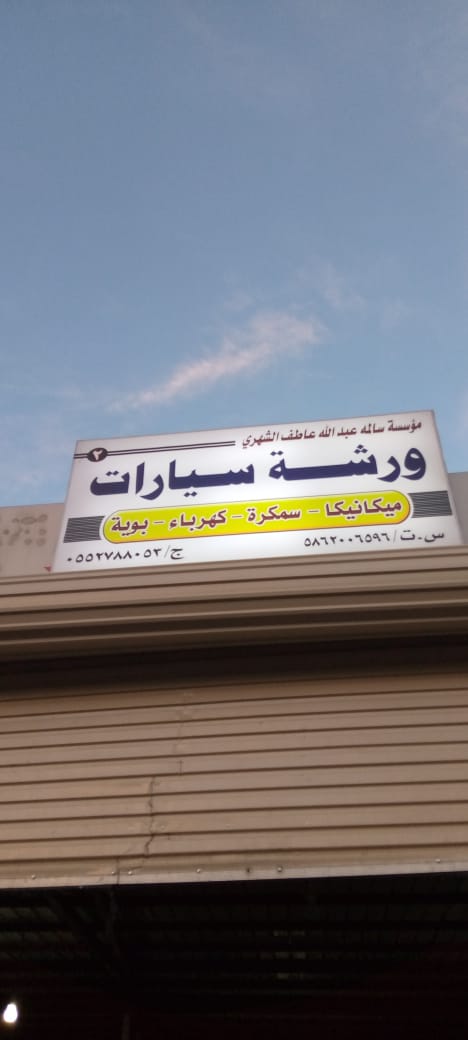 مؤسسة سالمه عبد الله عاطف الشهري
٢
ورشة سيارات
ميكانيكا - سمكرة - كهرباء - بوية
س.ت/٥٨٦٢٠٠٦٥٩٦
ج/٠٥٥٢٧٨٨٠٥٣